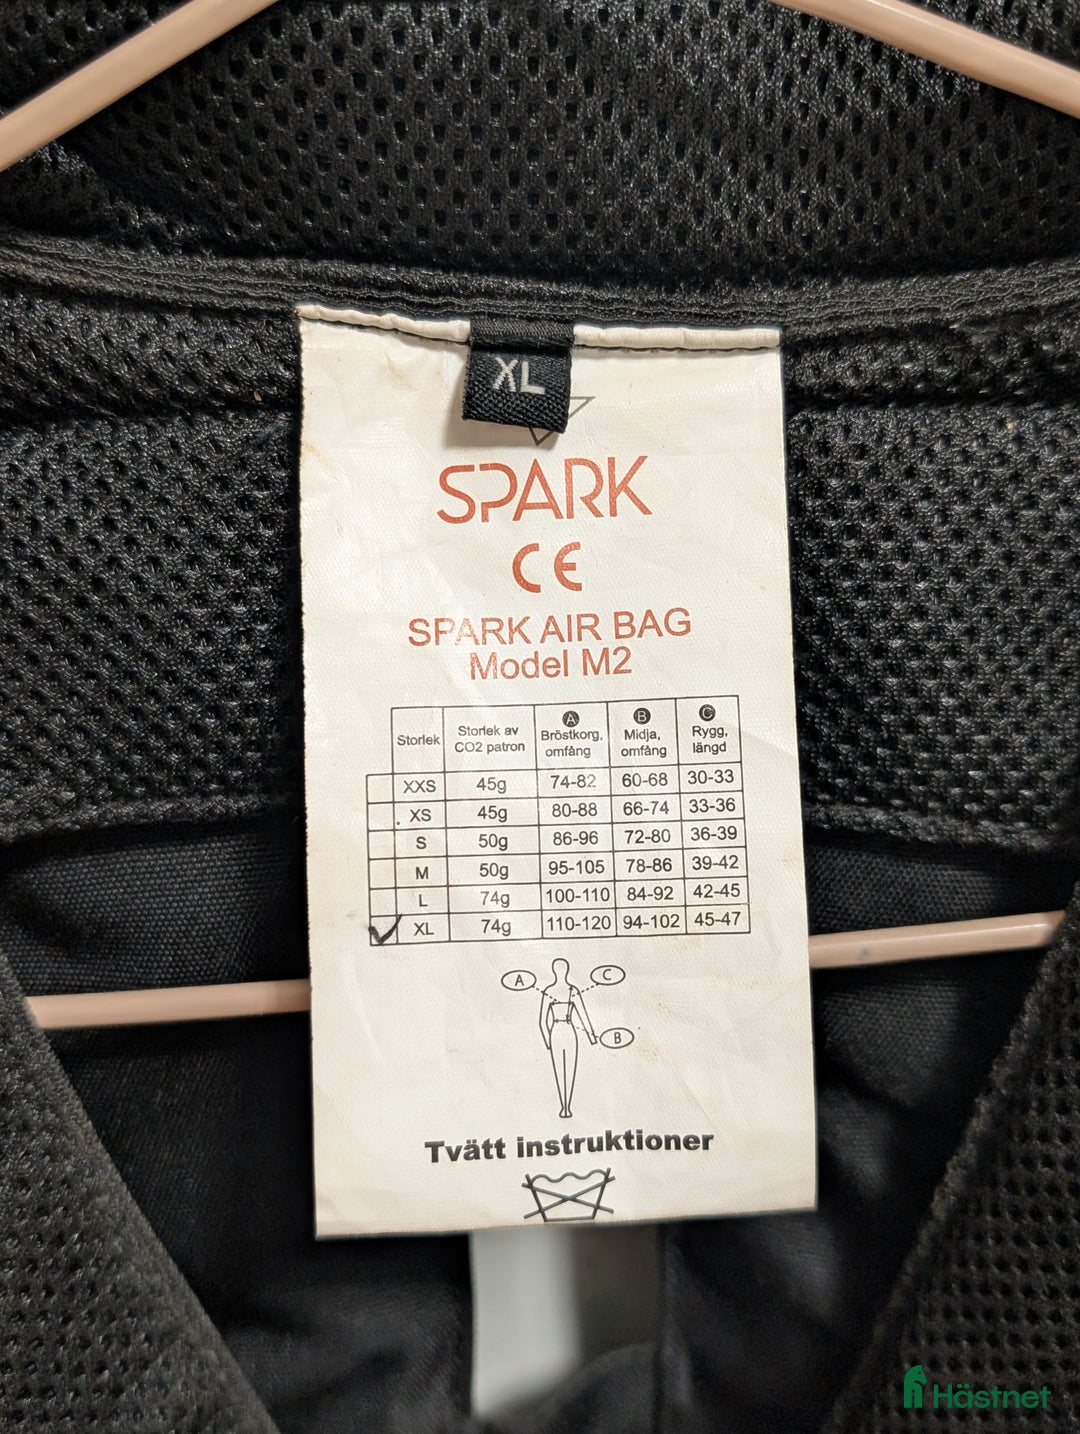 XL
SPARK
CE
SPARK AIR BAG
Model M2
Storlek Storlek av CO2 patron A Bröstkorg, omfång B Midja, omfång C Rygg, längd
XXS 45g 74-82 60-68 30-33
XS 45g 80-88 66-74 33-36
S 50g 86-96 72-80 36-39
M 50g 95-105 78-86 39-42
L 74g 100-110 84-92 42-45
XL 74g 110-120 94-102 45-47
A C
B
Tvätt instruktioner
Hästnet